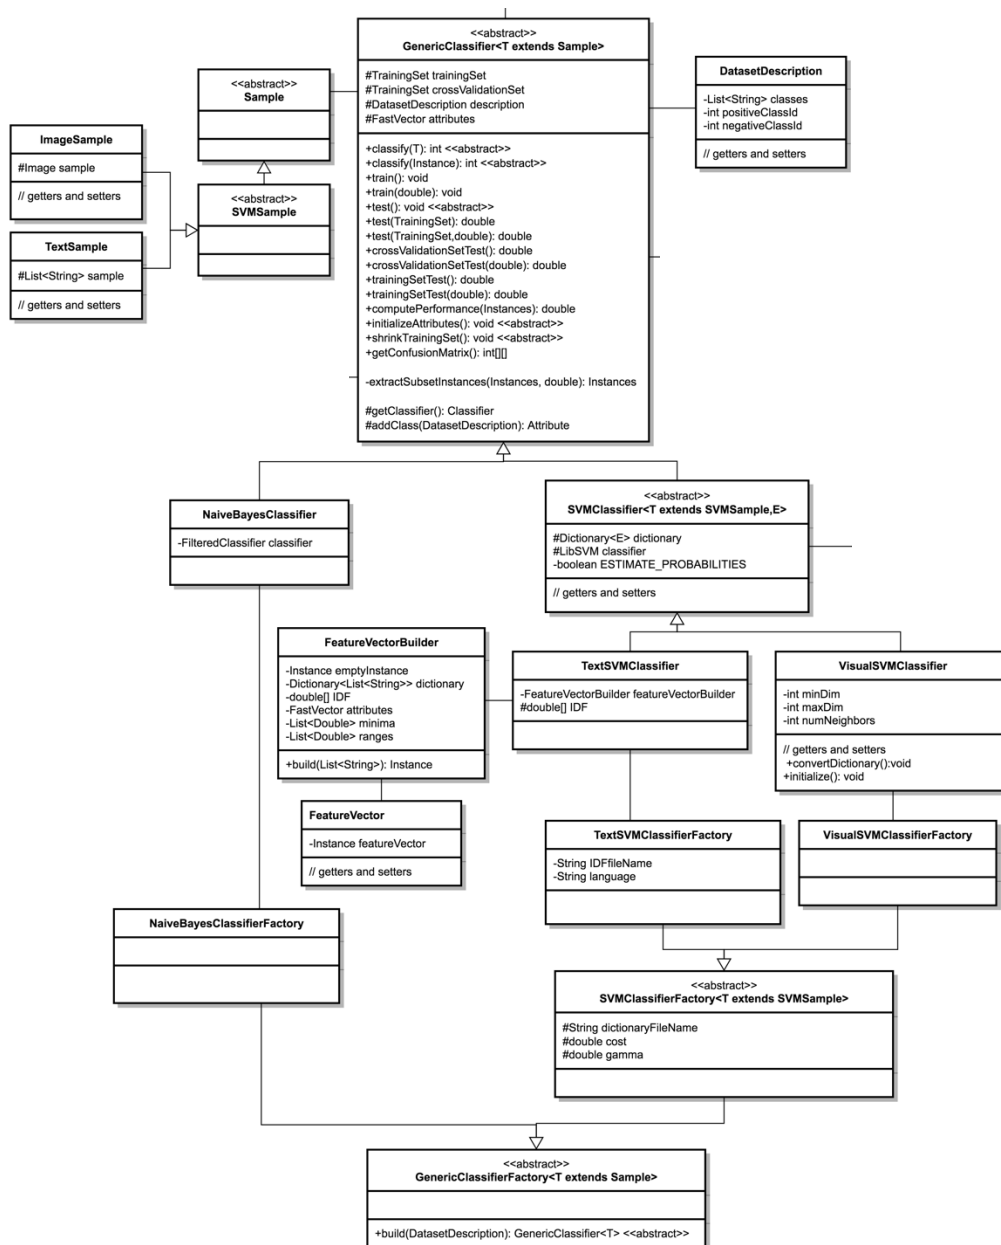 <<abstract>>
GenericClassifier<T extends Sample>
#TrainingSet trainingSet
#TrainingSet crossValidationSet
#DatasetDescription description
#FastVector attributes
+classify(T): int <<abstract>>
+classify(Instance): int <<abstract>>
+train(): void
+train(double): void
+test(): void <<abstract>>
+test(TrainingSet): double
+test(TrainingSet,double): double
+crossValidationSetTest(): double
+crossValidationSetTest(double): double
+trainingSetTest(): double
+trainingSetTest(double): double
+computePerformance(Instances): double
+initializeAttributes(): void <<abstract>>
+shrinkTrainingSet(): void <<abstract>>
+getConfusionMatrix(): int[][]
-extractSubsetInstances(Instances, double): Instances
#getClassifier(): Classifier
#addClass(DatasetDescription): Attribute
DatasetDescription
-List<String> classes
-int positiveClassId
-int negativeClassId
// getters and setters
<<abstract>>
Sample
ImageSample
#Image sample
// getters and setters
<<abstract>>
SVMSample
TextSample
#List<String> sample
// getters and setters
NaiveBayesClassifier
-FilteredClassifier classifier
<<abstract>>
SVMClassifier<T extends SVMSample,E>
#Dictionary<E> dictionary
#LibSVM classifier
-boolean ESTIMATE_PROBABILITIES
// getters and setters
FeatureVectorBuilder
-Instance emptyInstance
-Dictionary<List<String>> dictionary
-double[] IDF
-FastVector attributes
-List<Double> minima
-List<Double> ranges
+build(List<String>): Instance
TextSVMClassifier
-FeatureVectorBuilder featureVectorBuilder
#double[] IDF
VisualSVMClassifier
-int minDim
-int maxDim
-int numNeighbors
// getters and setters
+convertDictionary():void
+initialize(): void
FeatureVector
-Instance featureVector
// getters and setters
TextSVMClassifierFactory
-String IDFfileName
-String language
VisualSVMClassifierFactory
NaiveBayesClassifierFactory
<<abstract>>
SVMClassifierFactory<T extends SVMSample>
#String dictionaryFileName
#double cost
#double gamma
<<abstract>>
GenericClassifierFactory<T extends Sample>
+build(DatasetDescription): GenericClassifier<T> <<abstract>>